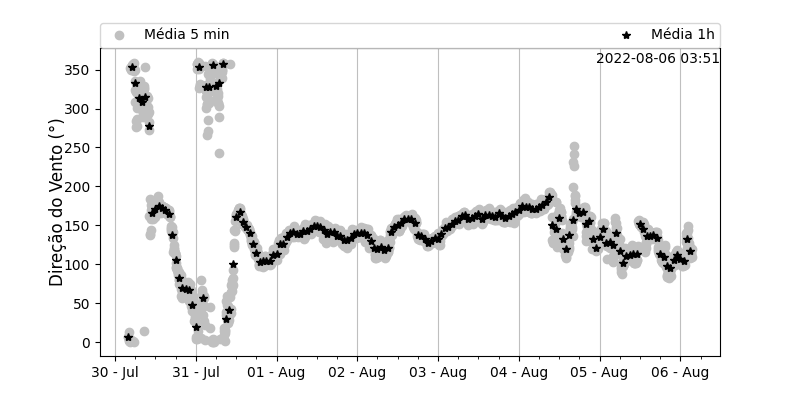 Média 5 min
Média 1h
2022-08-06 03:51
Direção do Vento (°)
350
300
250
200
150
100
50
0
30 - Jul
31 - Jul
01 - Aug
02 - Aug
03 - Aug
04 - Aug
05 - Aug
06 - Aug